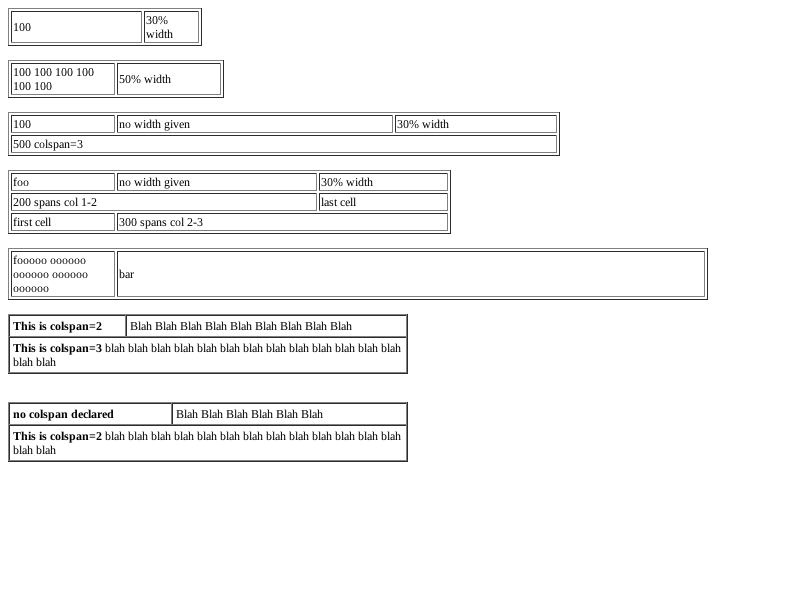 100
30%
width
100 100 100 100
100 100
50% width
100
no width given
30% width
500 colspan=3
foo
no width given
30% width
200 spans col 1-2
last cell
first cell
300 spans col 2-3
fooooo oooooo
oooooo oooooo
oooooo
bar
This is colspan=2
Blah Blah Blah Blah Blah Blah Blah Blah Blah
This is colspan=3 blah blah blah blah blah blah blah blah blah blah blah blah blah
blah blah
no colspan declared
Blah Blah Blah Blah Blah Blah
This is colspan=2 blah blah blah blah blah blah blah blah blah blah blah blah blah
blah blah